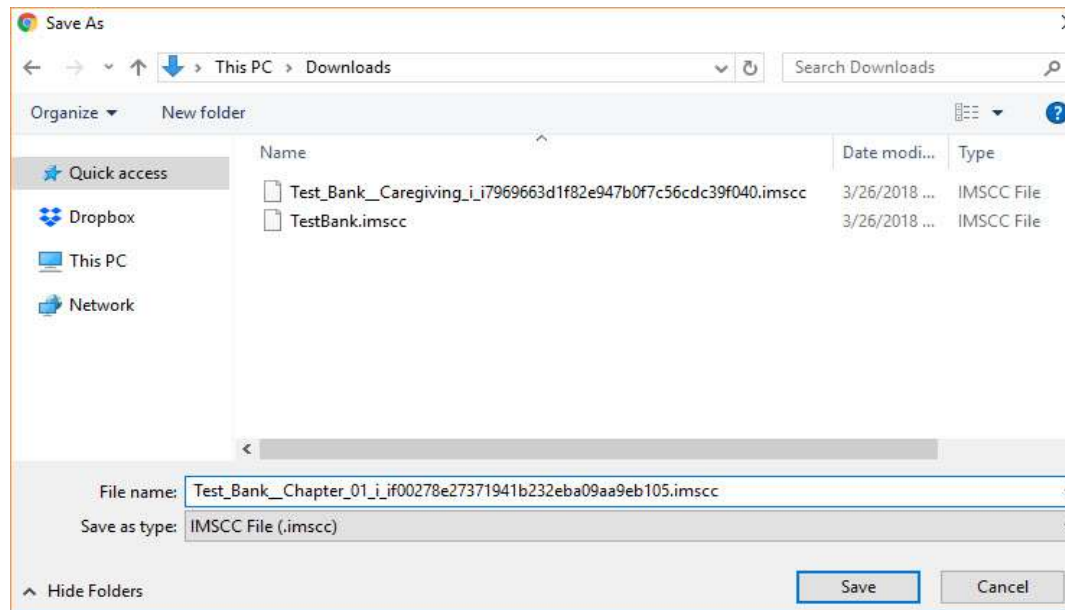 Save As
This PC > Downloads
Search Downloads
Organize
New folder
Name
Date modi...
Type
Quick access
Test_Bank__Caregiving_i_i7969663d1f82e947b0f7c56cdc39f040.imscc
3/26/2018 ...
IMSCC File
Dropbox
TestBank.imscc
3/26/2018 ...
IMSCC File
This PC
Network
File name:
Test_Bank__Chapter_01_i_if00278e27371941b232eba09aa9eb105.imscc
Save as type:
IMSCC File (.imscc)
Hide Folders
Save
Cancel